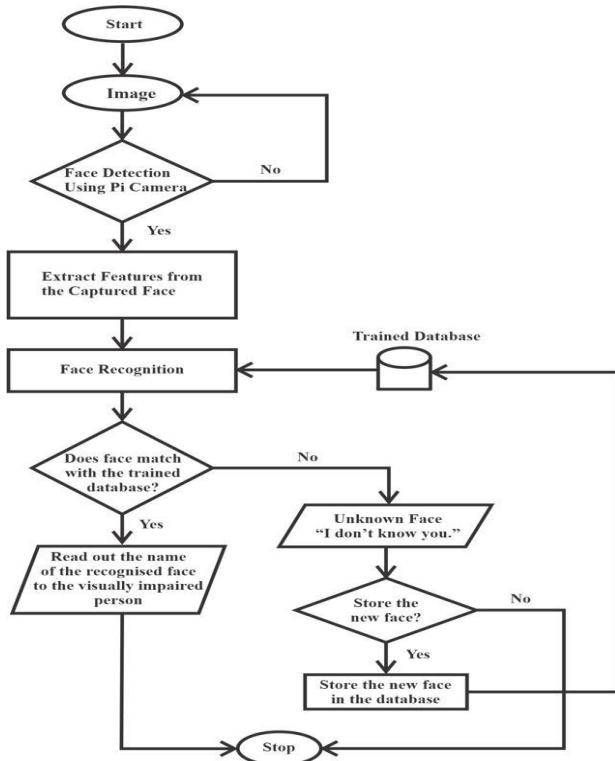 Start
Image
Face Detection
Using Pi Camera
No
Yes
Extract Features from
the Captured Face
Trained Database
Face Recognition
Does face match
with the trained
database?
No
Yes
Unknown Face
“I don’t know you.”
Read out the name
of the recognised face
to the visually impaired
person
Store the
new face?
No
Yes
Store the new face
in the database
Stop